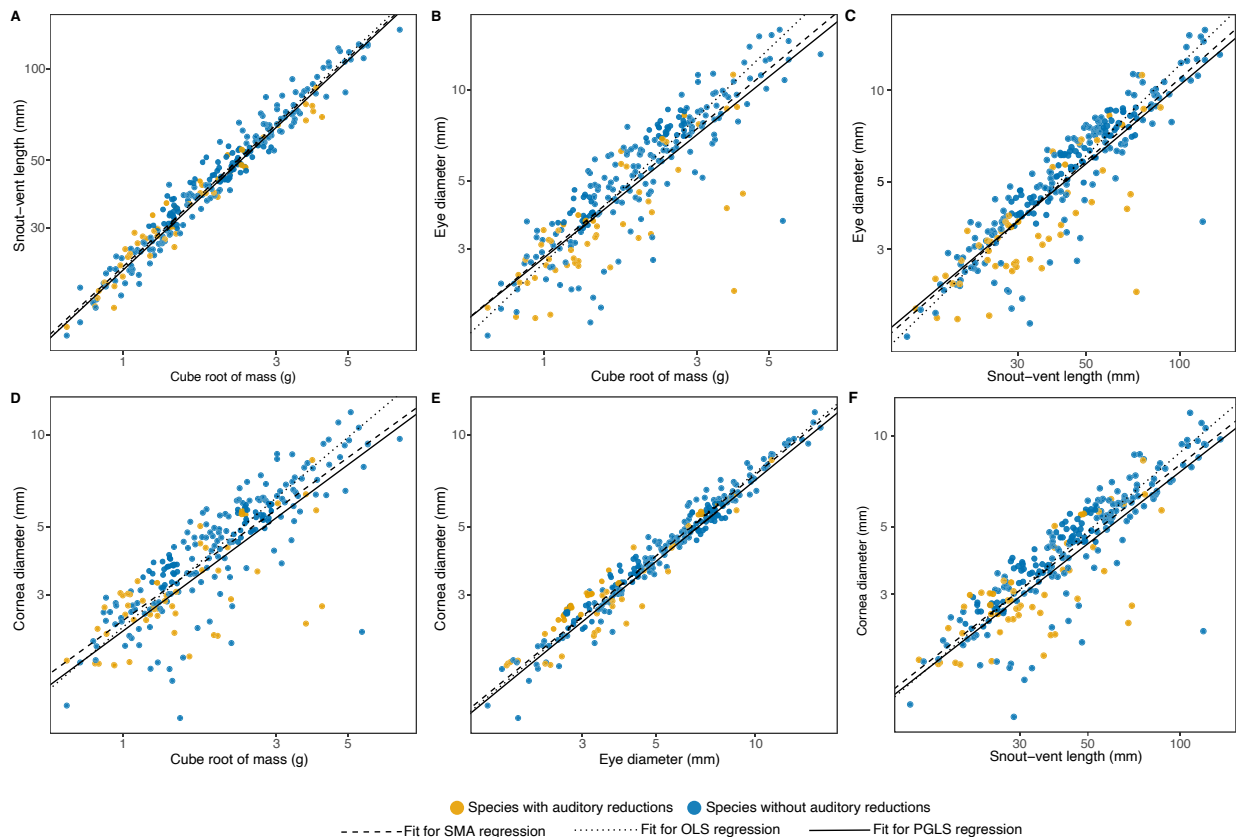 A
100
50
30
Snout−vent length (mm)
1
3
5
Cube root of mass (g)
B
10
5
3
Eye diameter (mm)
1
3
5
Cube root of mass (g)
C
10
5
3
Eye diameter (mm)
30
50
100
Snout−vent length (mm)
D
10
5
3
Cornea diameter (mm)
1
3
5
Cube root of mass (g)
E
10
5
3
Cornea diameter (mm)
3
5
10
Eye diameter (mm)
F
10
5
3
Cornea diameter (mm)
30
50
100
Snout−vent length (mm)
Species with auditory reductions
Species without auditory reductions
Fit for SMA regression
Fit for OLS regression
Fit for PGLS regression